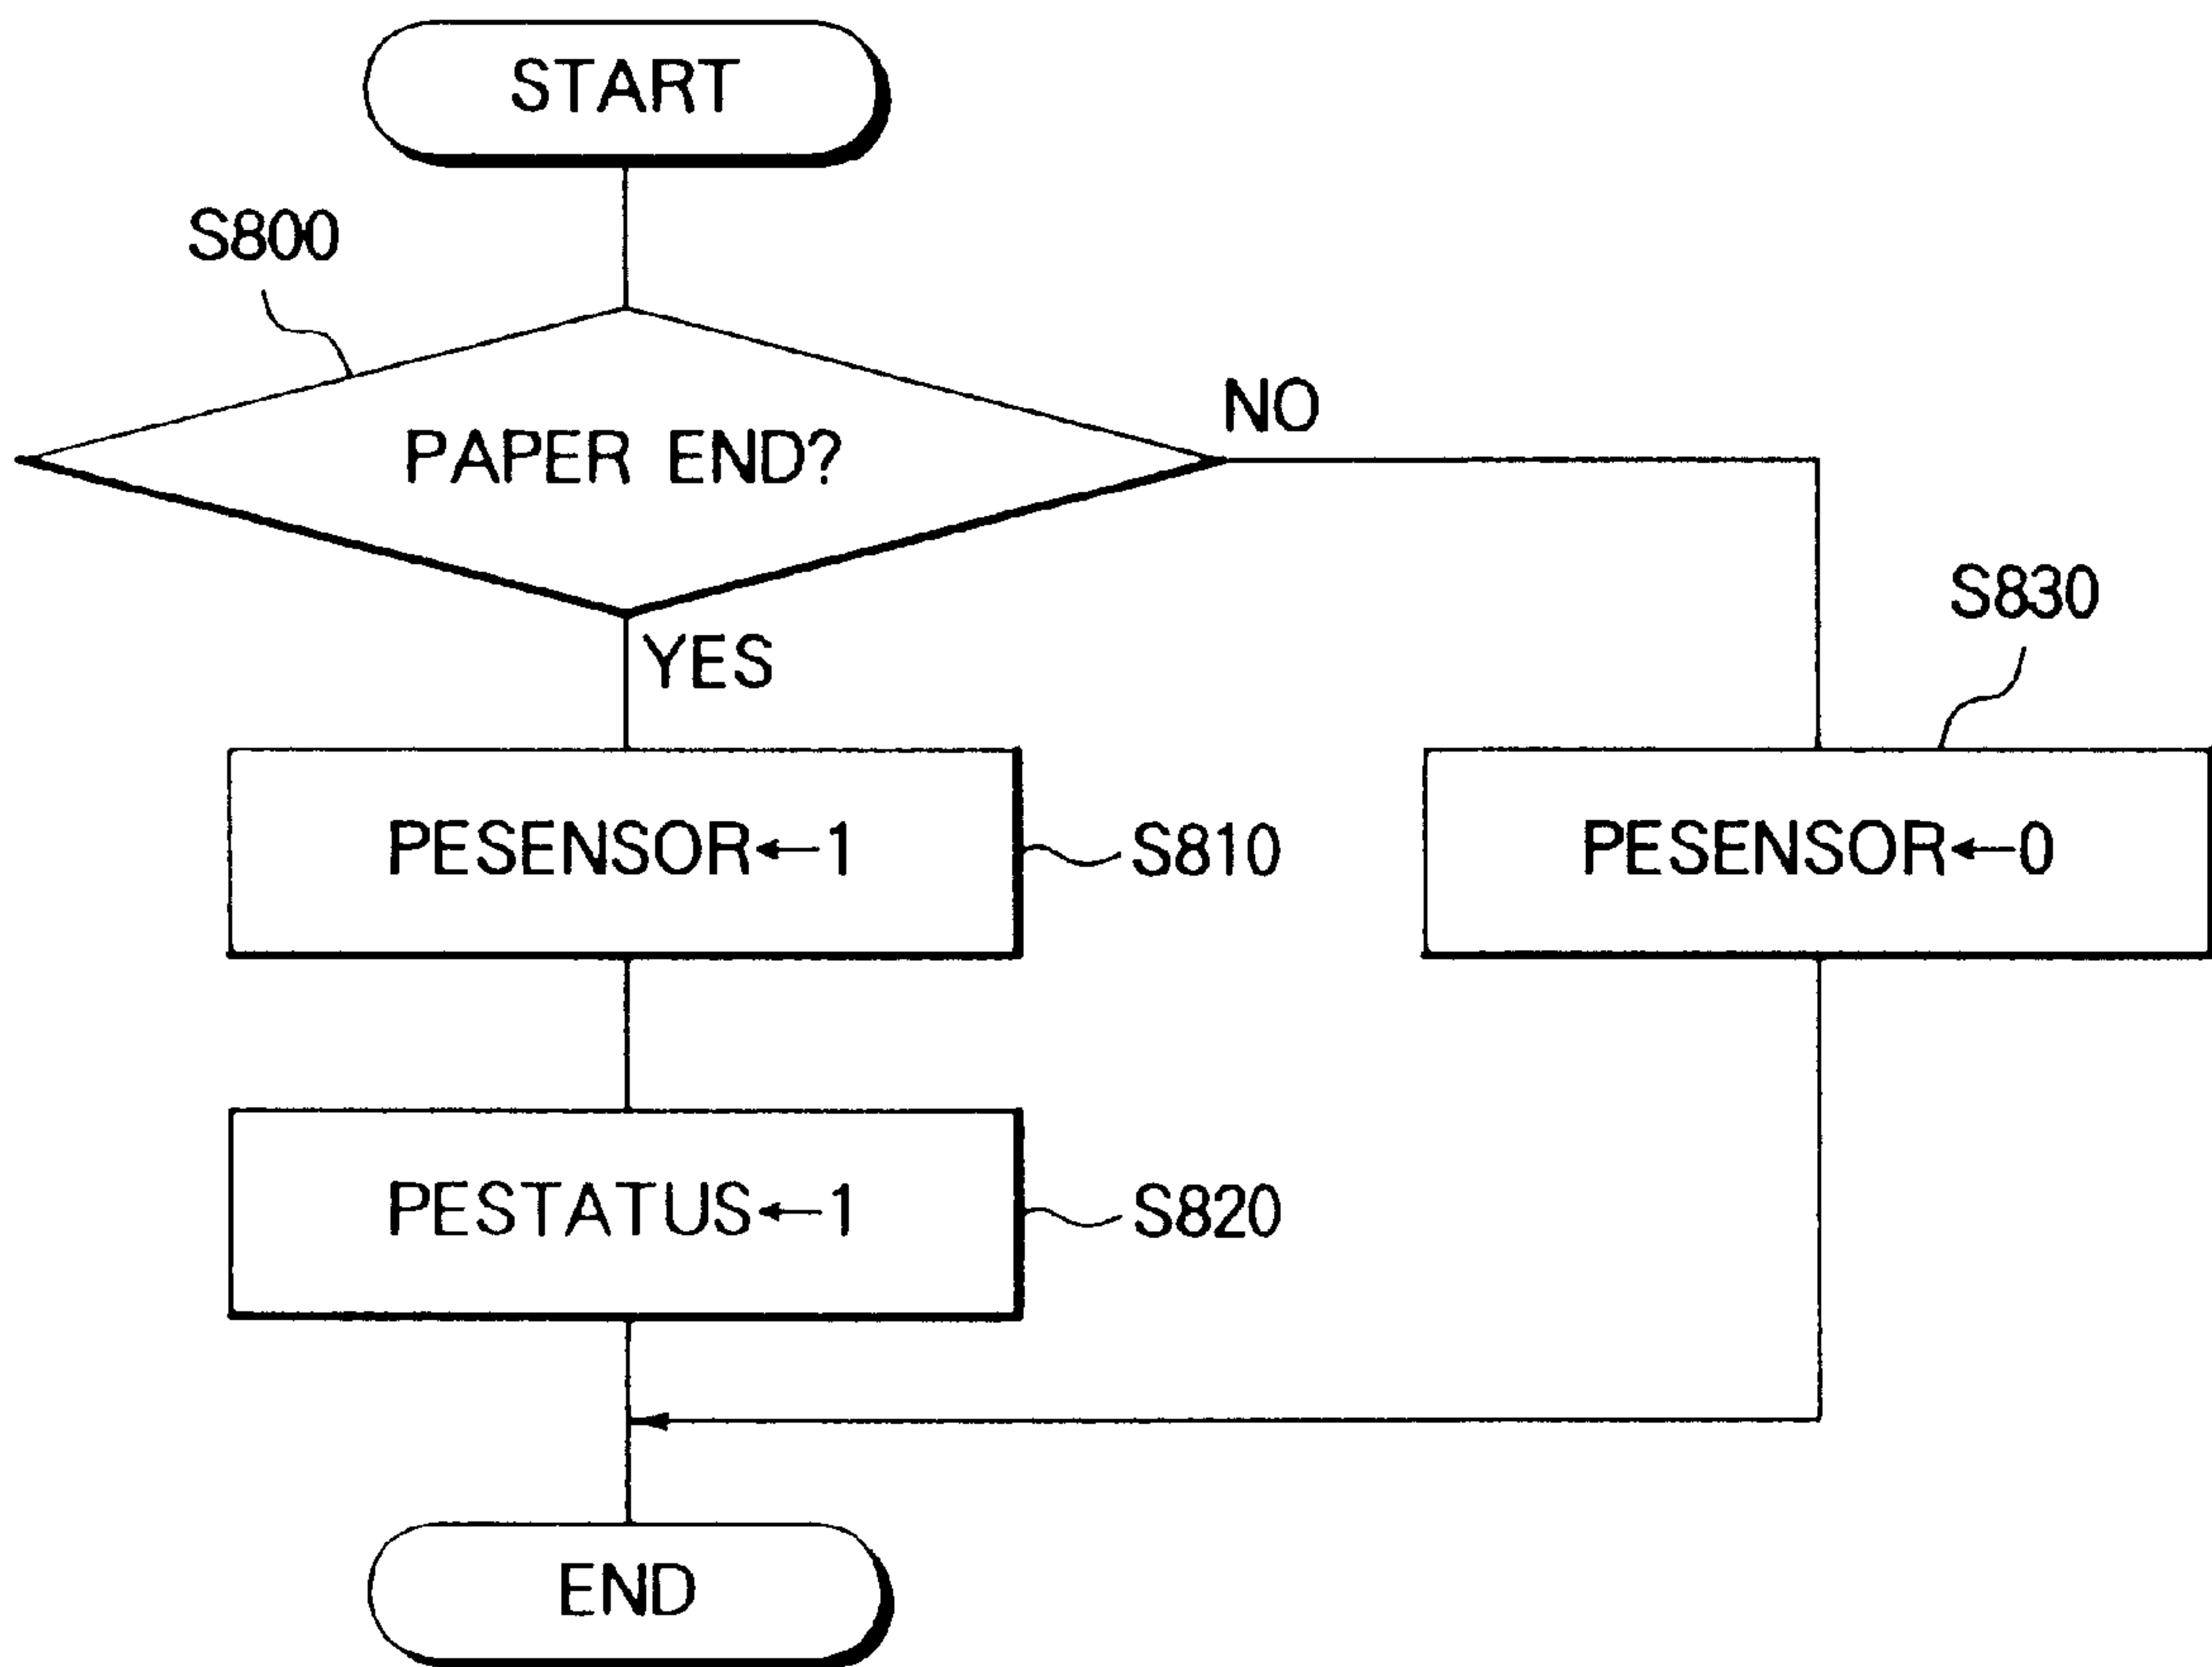 START
S800
PAPER END?
NO
YES
S830
PESENSOR←1
S810
PESENSOR←0
PESTATUS←1
S820
END